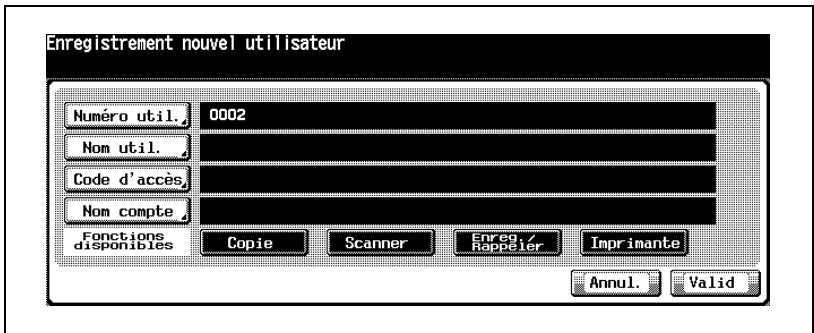 Enregistrement nouvel utilisateur
Numéro util. 0002
Nom util.
Code d'accès
Nom compte
Fonctions
disponibles
Copie Scanner Enreg./
Rappeler Imprimante
Annul. Valid